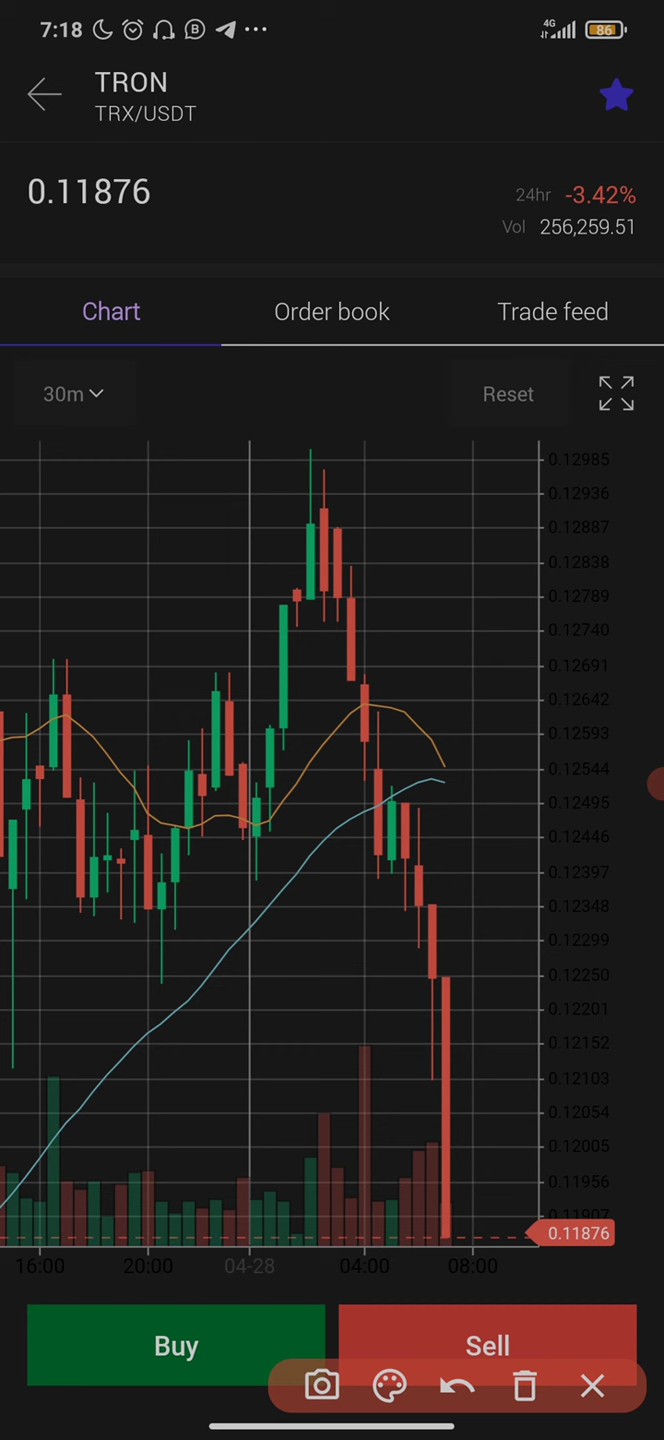 7:18
4G
86
TRON
TRX/USDT
0.11876
24hr -3.42%
Vol 256,259.51
Chart
Order book
Trade feed
30m
Reset
0.12985
0.12936
0.12887
0.12838
0.12789
0.12740
0.12691
0.12642
0.12593
0.12544
0.12495
0.12446
0.12397
0.12348
0.12299
0.12250
0.12201
0.12152
0.12103
0.12054
0.12005
0.11956
0.11907
0.11876
16:00
20:00
04-28
04:00
08:00
Buy
Sell